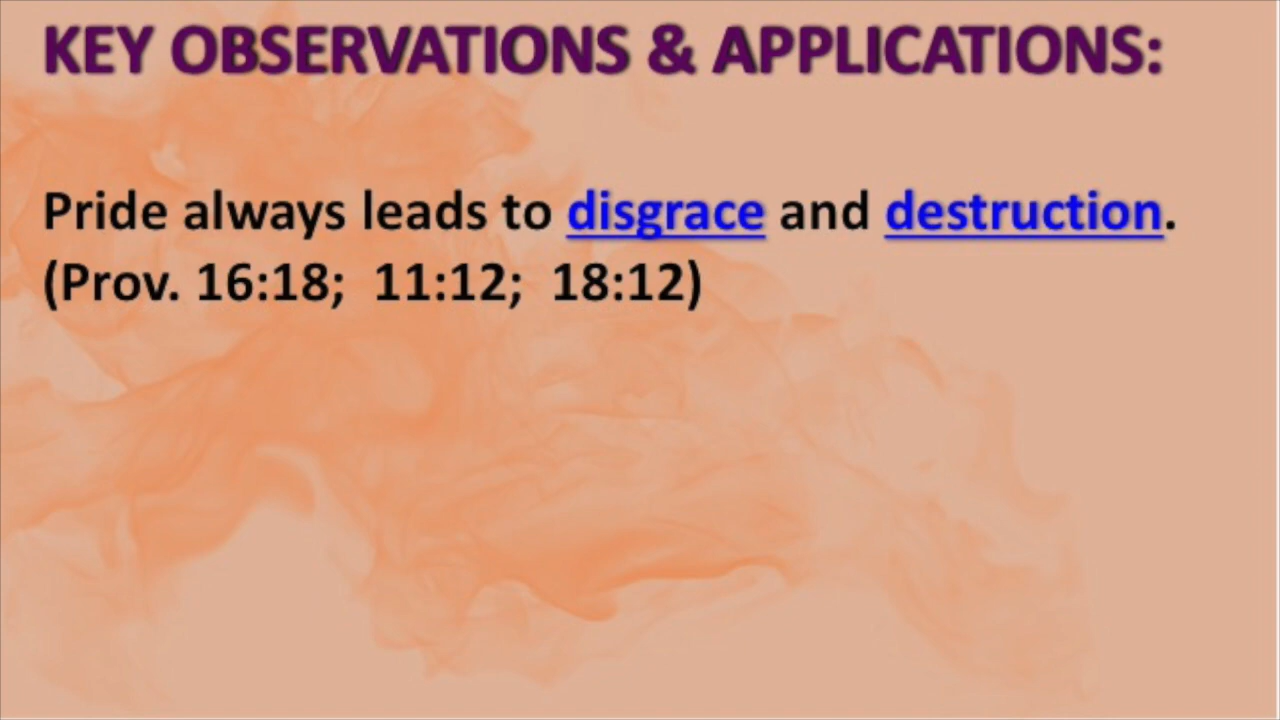 KEY OBSERVATIONS & APPLICATIONS:
Pride always leads to disgrace and destruction.
(Prov. 16:18;  11:12;  18:12)